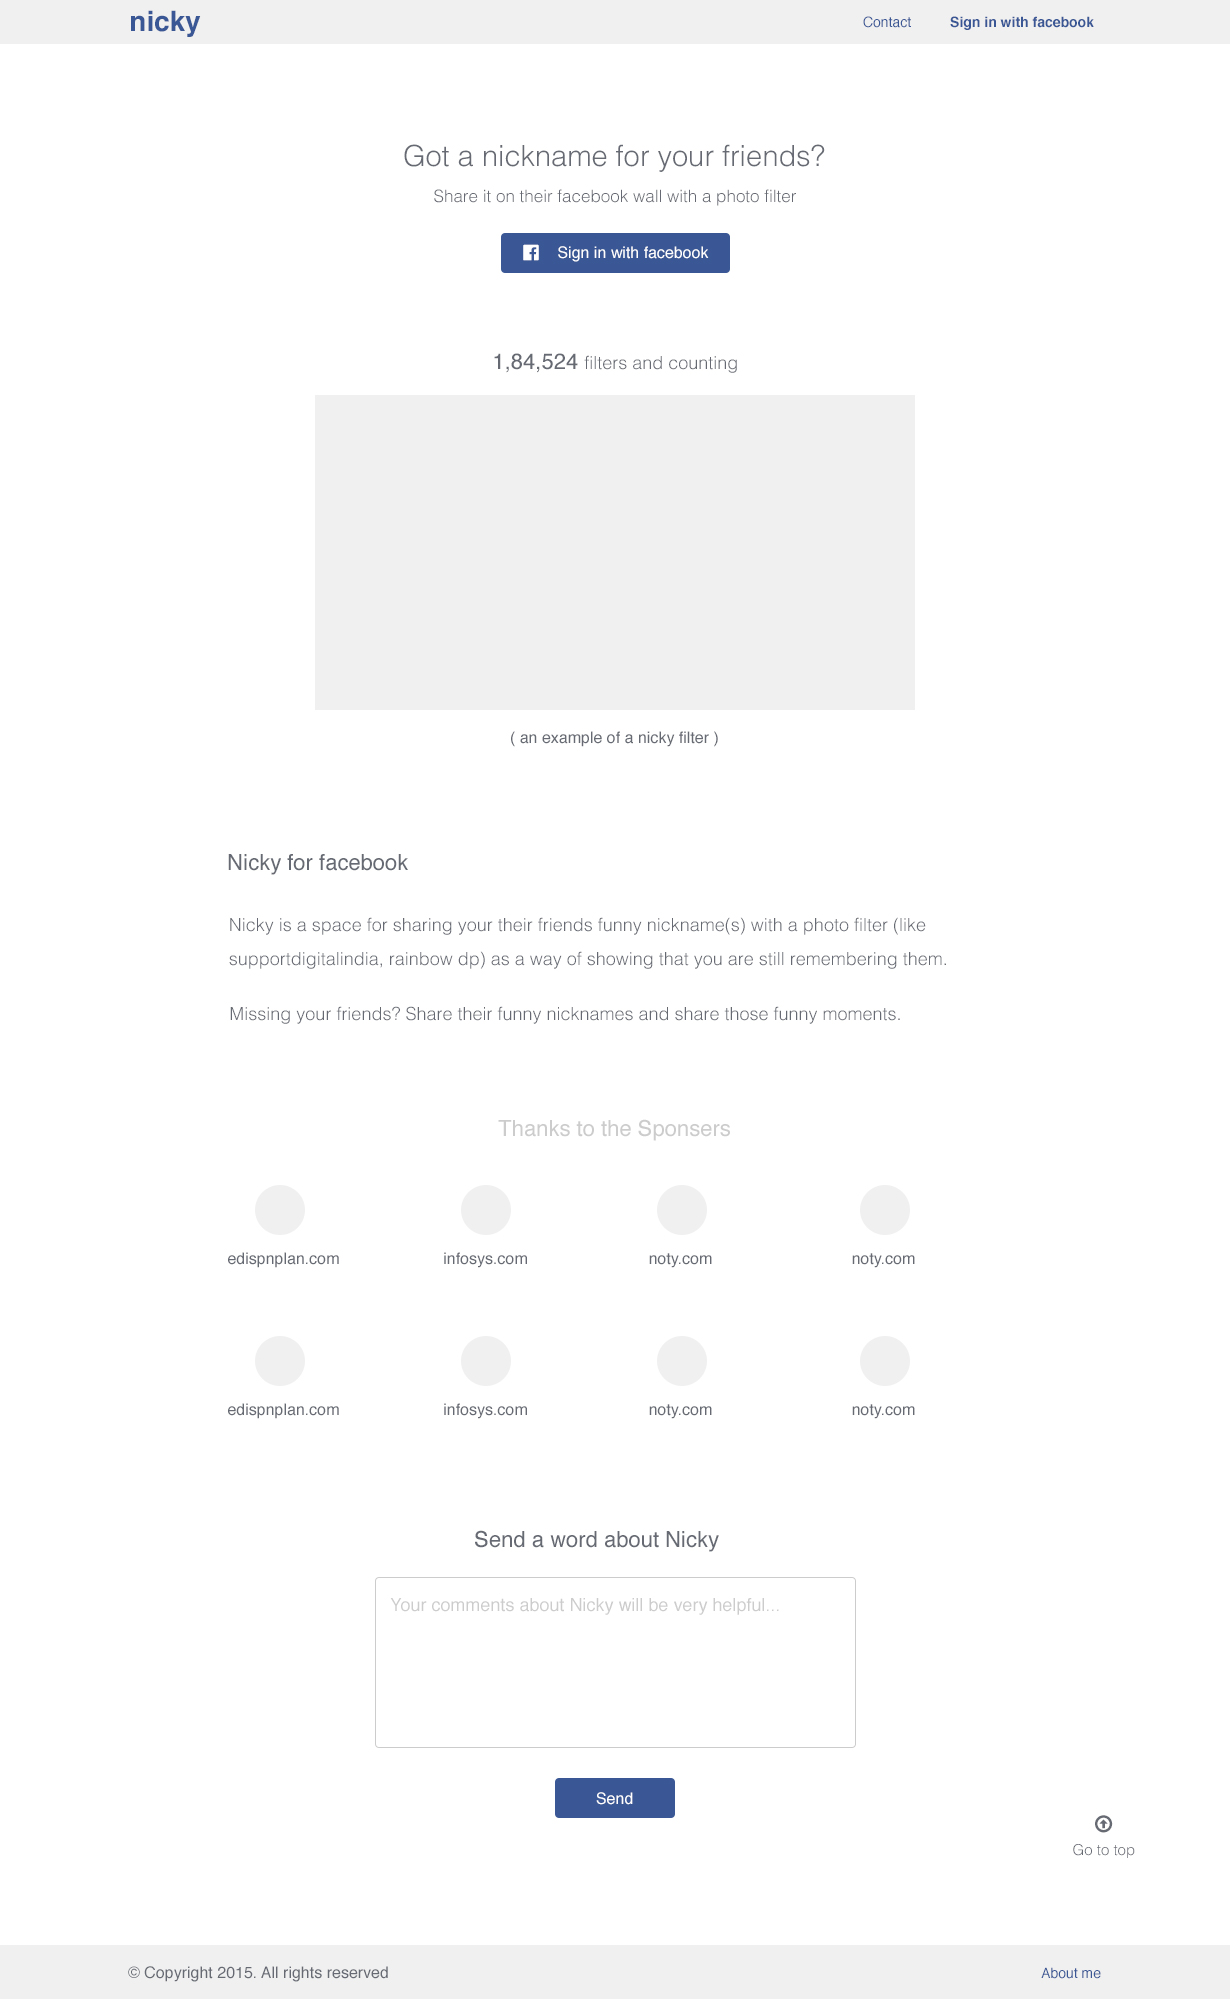 nicky
Contact
Sign in with facebook
Got a nickname for your friends?
Share it on their facebook wall with a photo filter
Sign in with facebook
1,84,524 filters and counting
( an example of a nicky filter )
Nicky for facebook
Nicky is a space for sharing your their friends funny nickname(s) with a photo filter (like
supportdigitalindia, rainbow dp) as a way of showing that you are still remembering them.
Missing your friends? Share their funny nicknames and share those funny moments.
Thanks to the Sponsers
edispnplan.com
infosys.com
noty.com
noty.com
edispnplan.com
infosys.com
noty.com
noty.com
Send a word about Nicky
Your comments about Nicky will be very helpful...
Send
Go to top
© Copyright 2015. All rights reserved
About me